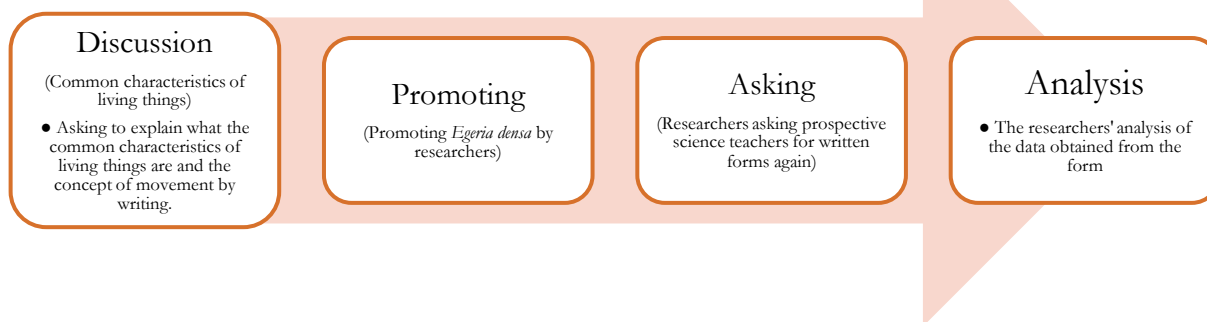 Discussion
(Common characteristics of
living things)
● Asking to explain what the
common characteristics of
living things are and the
concept of movement by
writing.
Promoting
(Promoting Egeria densa by
researchers)
Asking
(Researchers asking prospective
science teachers for written
forms again)
Analysis
● The researchers' analysis of
the data obtained from the
form